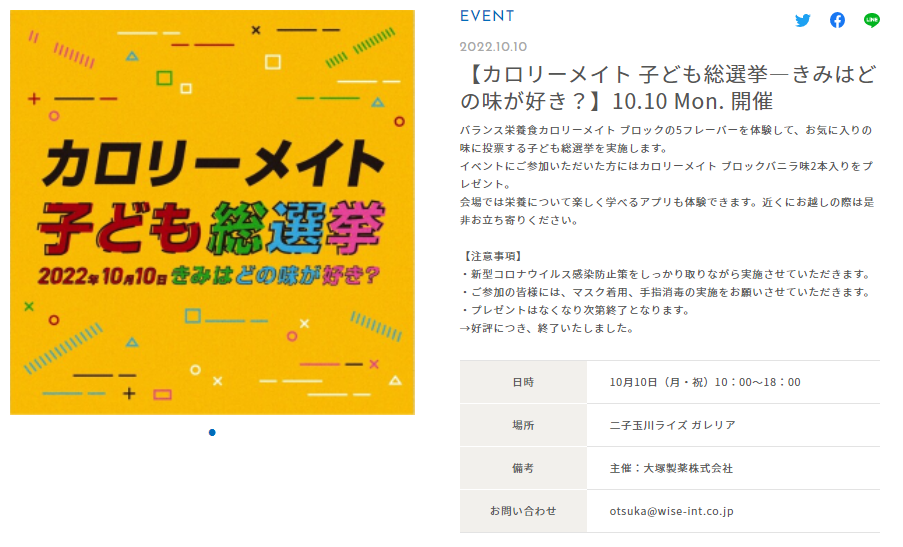 カロリーメイト
子ども総選挙
2022年10月10日きみはどの味が好き?
EVENT
LINE
2022.10.10
【カロリーメイト 子ども総選挙―きみはど
の味が好き？】10.10 Mon. 開催
バランス栄養食カロリーメイト ブロックの5フレーバーを体験して、お気に入りの
味に投票する子ども総選挙を実施します。
イベントにご参加いただいた方にはカロリーメイト ブロックバニラ味2本入りをプ
レゼント。
会場では栄養について楽しく学べるアプリも体験できます。近くにお越しの際は是
非お立ち寄りください。
【注意事項】
・新型コロナウイルス感染防止策をしっかり取りながら実施させていただきます。
・ご参加の皆様には、マスク着用、手指消毒の実施をお願いさせていただきます。
・プレゼントはなくなり次第終了となります。
→好評につき、終了いたしました。
日時 10月10日（月・祝）10：00～18：00
場所 二子玉川ライズ ガレリア
備考 主催：大塚製薬株式会社
お問い合わせ otsuka@wise-int.co.jp